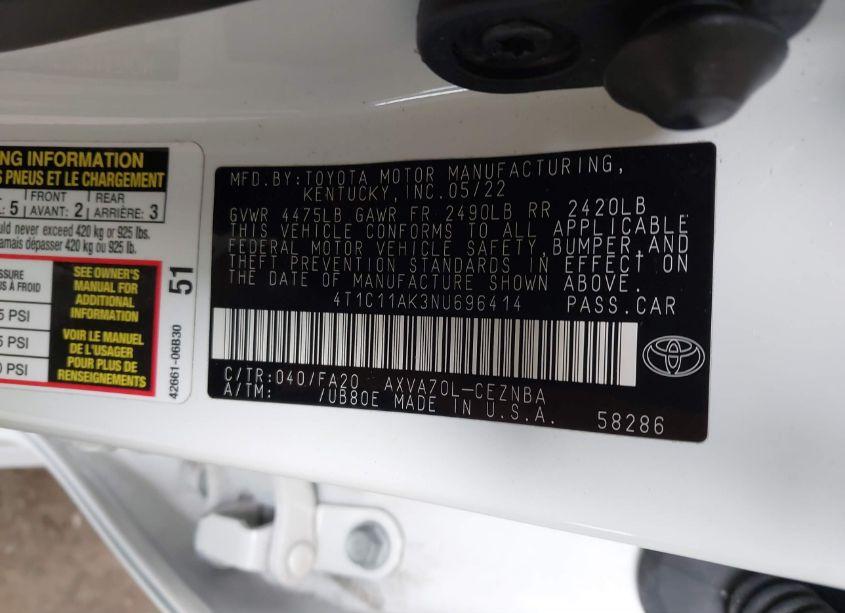 NG INFORMATION
S PNEUS ET LE CHARGEMENT
FRONT REAR
: 5 AVANT: 2 ARRIÈRE: 3
uld never exceed 420 kg or 925 lbs.
amais dépasser 420 kg ou 925 lb.
SSURE
US À FROID
5 PSI
5 PSI
0 PSI
SEE OWNER'S
MANUAL FOR
ADDITIONAL
INFORMATION
VOIR LE MANUEL
DE L'USAGER
POUR PLUS DE
RENSEIGNEMENTS
51
42661-06B30
MFD.BY:TOYOTA MOTOR MANUFACTURING,
KENTUCKY, INC.05/22
GVWR 4475LB GAWR FR 2490LB RR 2420LB
THIS VEHICLE CONFORMS TO ALL APPLICABLE
FEDERAL MOTOR VEHICLE SAFETY, BUMPER,AND
THEFT PREVENTION STANDARDS IN EFFECT ON
THE DATE OF MANUFACTURE SHOWN ABOVE.
4T1C11AK3NU696414 PASS.CAR
C/TR:040/FA20 AXVA70L-CEZNBA
A/TM: /UB80E MADE IN U.S.A.
58286